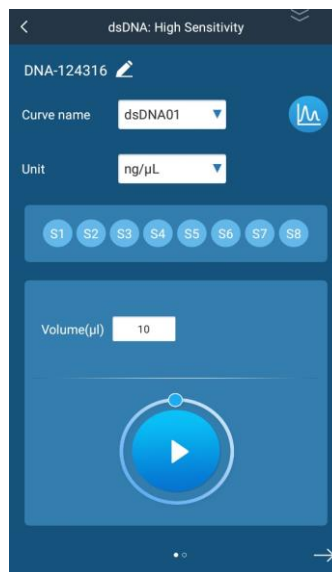 dsDNA: High Sensitivity
DNA-124316
Curve name dsDNA01
Unit ng/μL
S1 S2 S3 S4 S5 S6 S7 S8
Volume(μl) 10